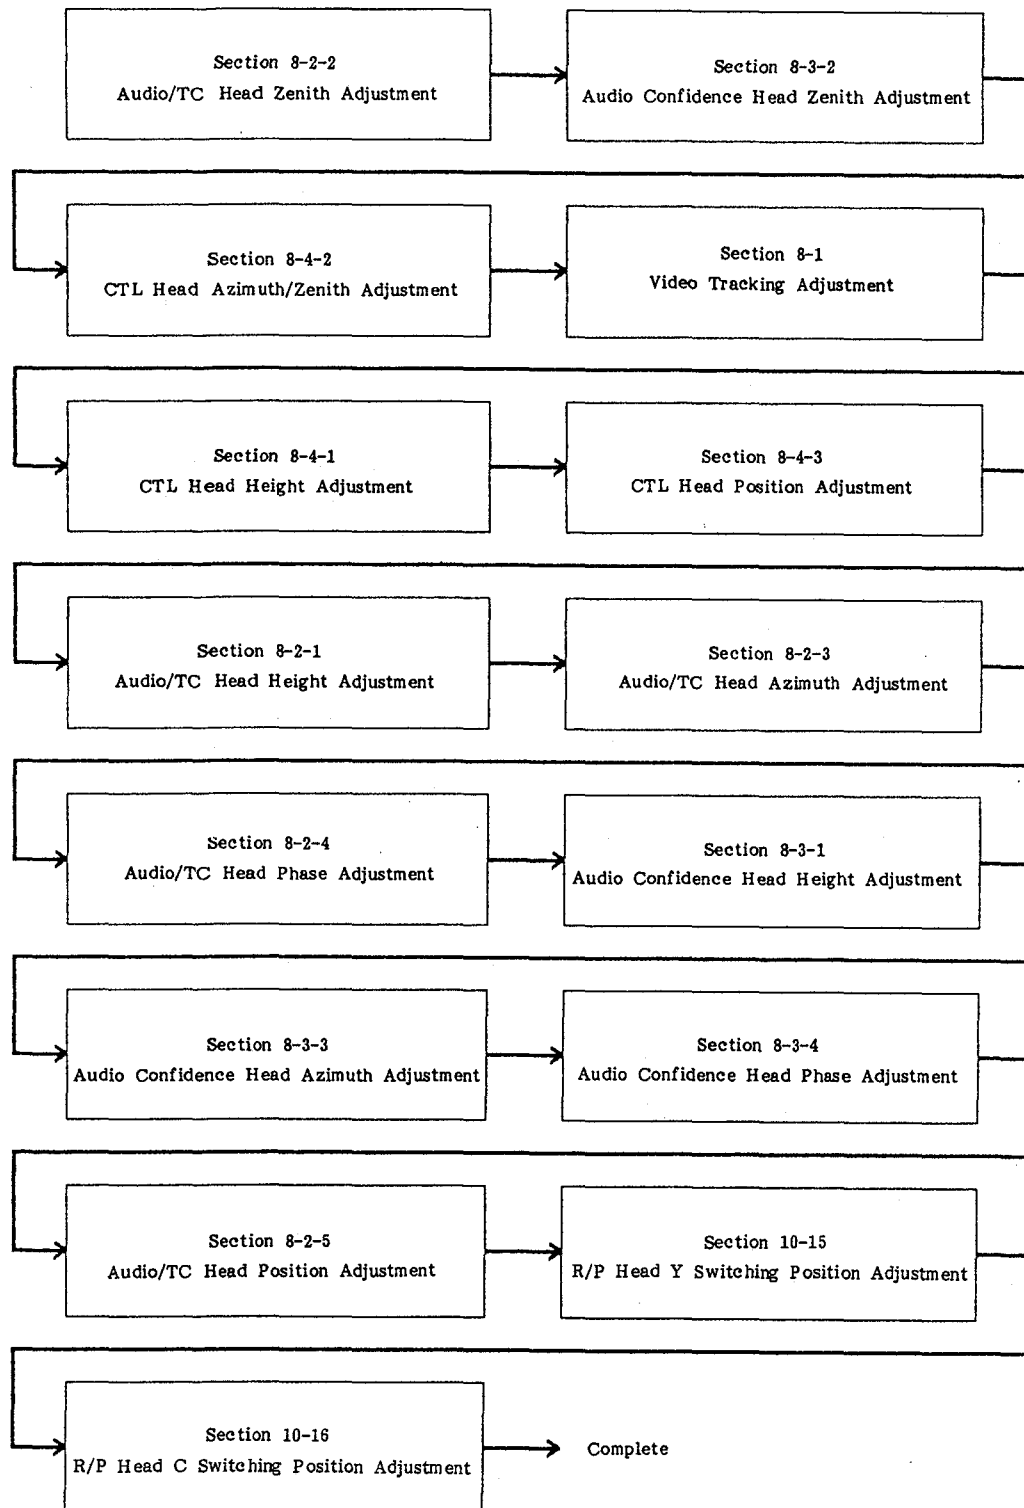 Section 8-2-2
Audio/TC Head Zenith Adjustment
Section 8-3-2
Audio Confidence Head Zenith Adjustment
Section 8-4-2
CTL Head Azimuth/Zenith Adjustment
Section 8-1
Video Tracking Adjustment
Section 8-4-1
CTL Head Height Adjustment
Section 8-4-3
CTL Head Position Adjustment
Section 8-2-1
Audio/TC Head Height Adjustment
Section 8-2-3
Audio/TC Head Azimuth Adjustment
Section 8-2-4
Audio/TC Head Phase Adjustment
Section 8-3-1
Audio Confidence Head Height Adjustment
Section 8-3-3
Audio Confidence Head Azimuth Adjustment
Section 8-3-4
Audio Confidence Head Phase Adjustment
Section 8-2-5
Audio/TC Head Position Adjustment
Section 10-15
R/P Head Y Switching Position Adjustment
Section 10-16
R/P Head C Switching Position Adjustment
Complete